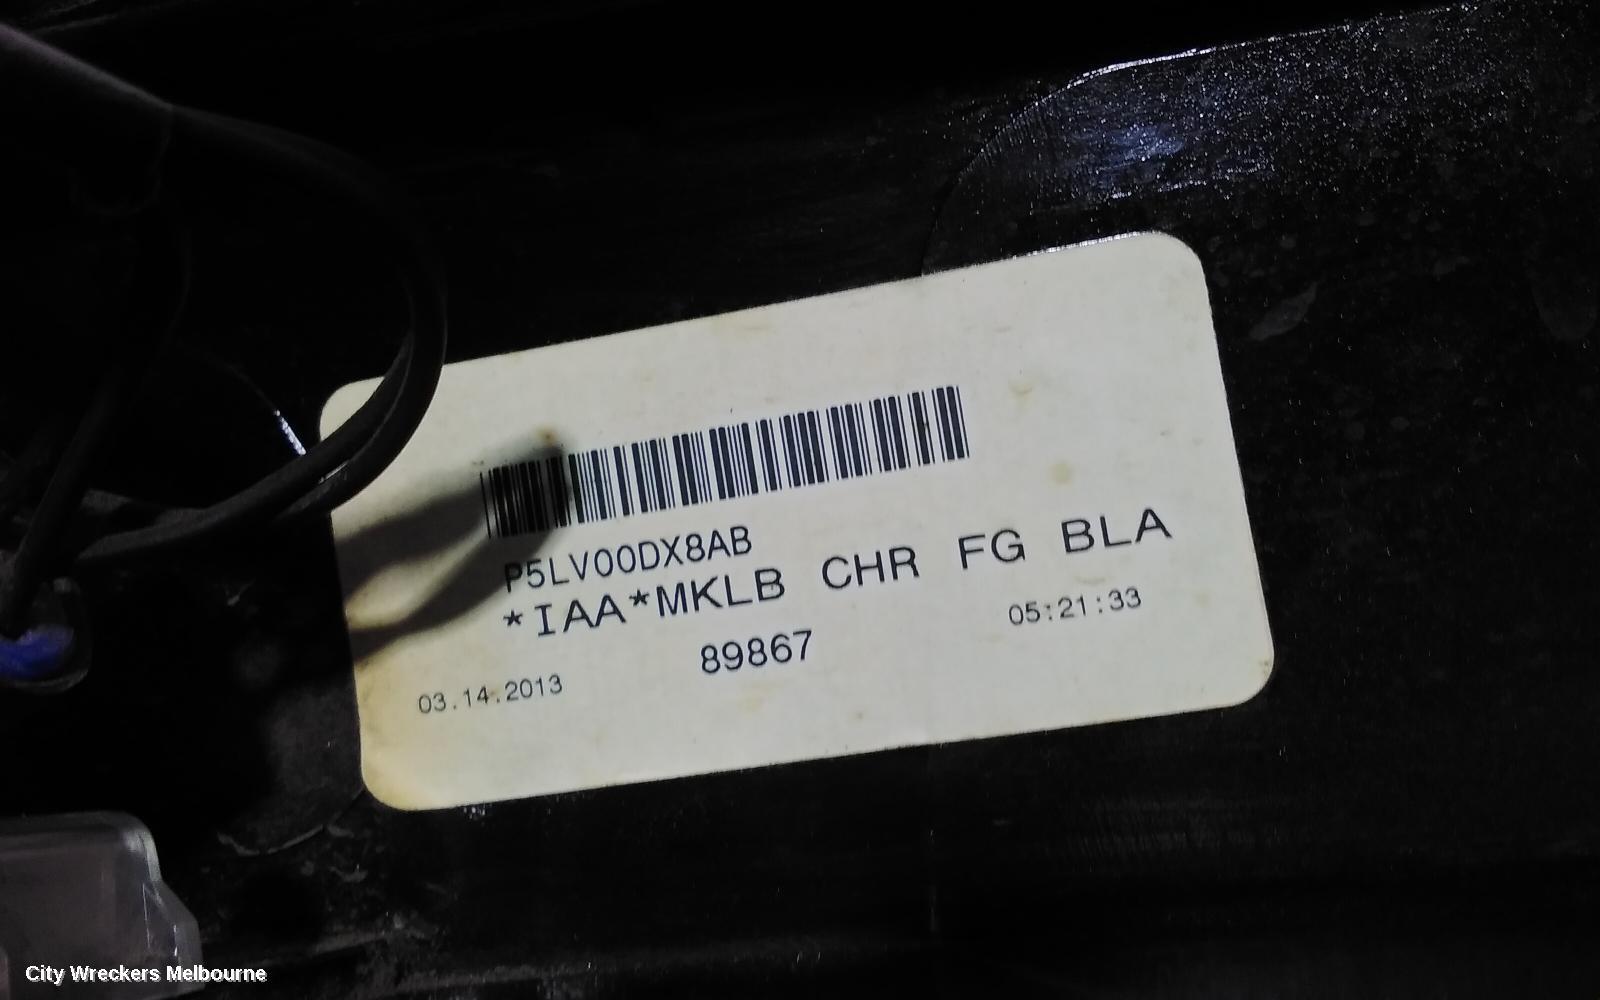 P5LV00DX8AB
*IAA*MKLB CHR FG BLA
89867
05:21:33
03.14.2013
City Wreckers Melbourne